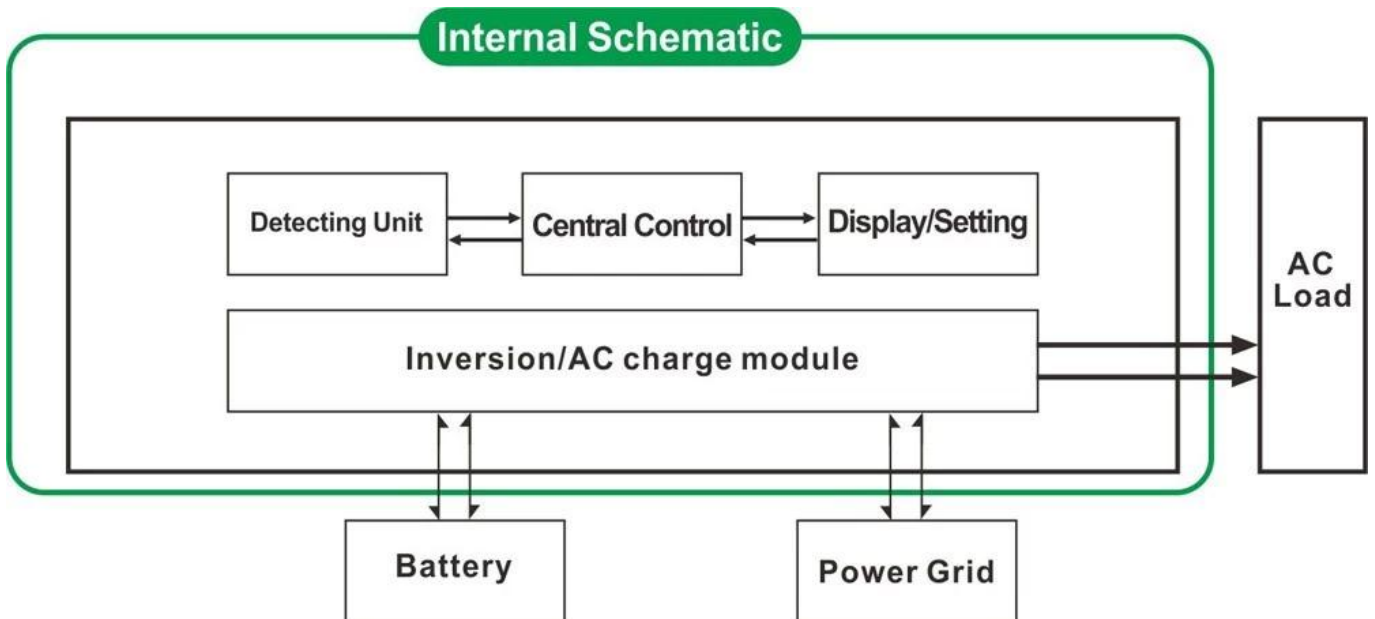 Internal Schematic
Detecting Unit
Central Control
Display/Setting
AC
Load
Inversion/AC charge module
Battery
Power Grid